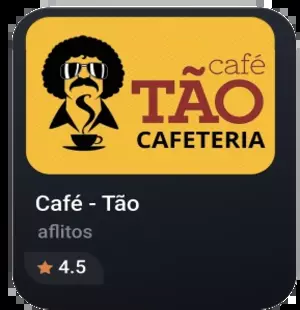 café
TÃO
CAFETERIA
Café - Tão
aflitos
4.5